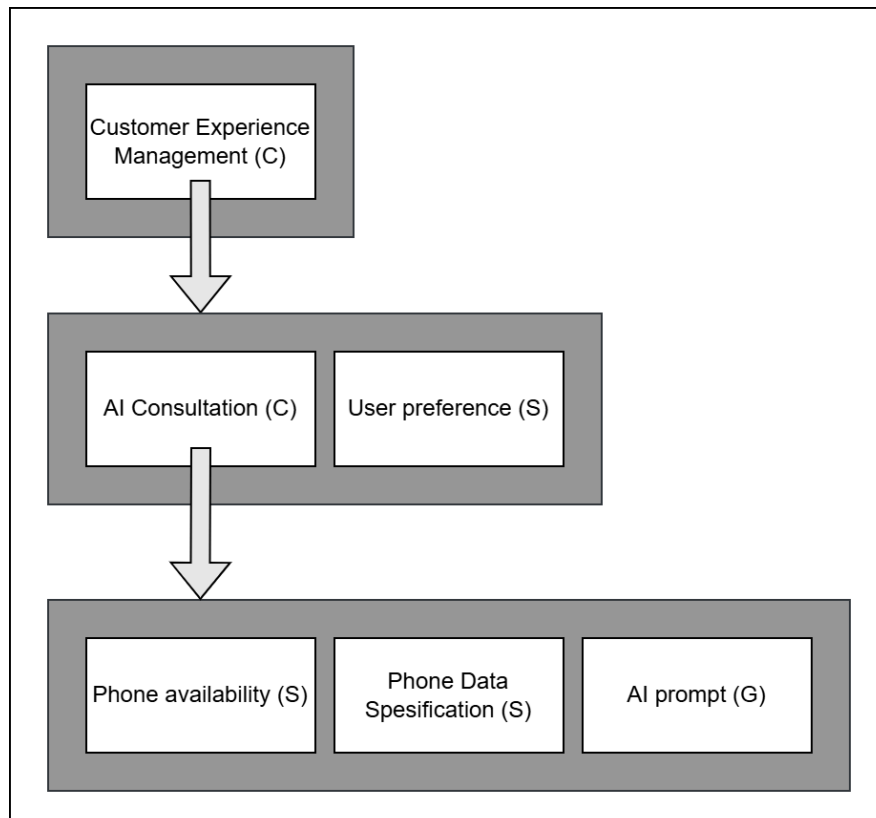 Customer Experience
Management (C)
AI Consultation (C)
User preference (S)
Phone availability (S)
Phone Data
Spesification (S)
AI prompt (G)